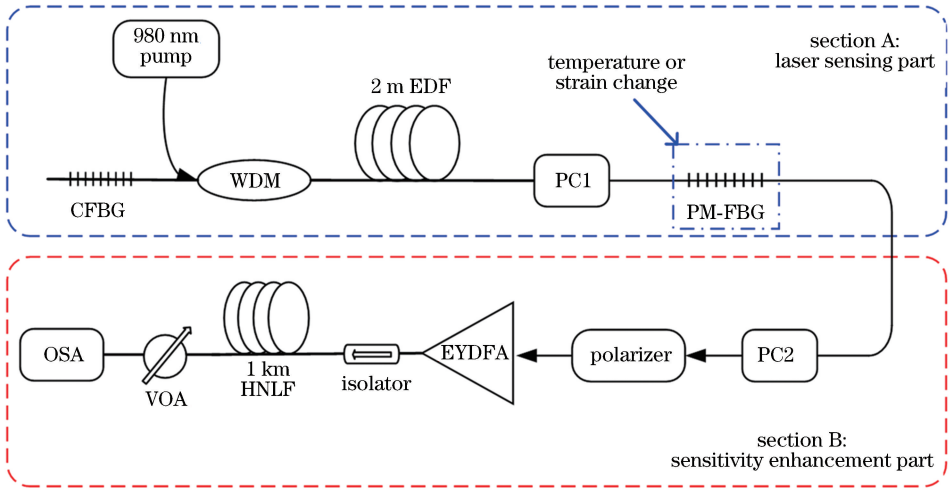 980 nm
pump
section A:
laser sensing part
temperature or
strain change
2 m EDF
WDM
PC1
CFBG
PM-FBG
OSA
VOA
1 km
HNLF
isolator
EYDFA
polarizer
PC2
section B:
sensitivity enhancement part